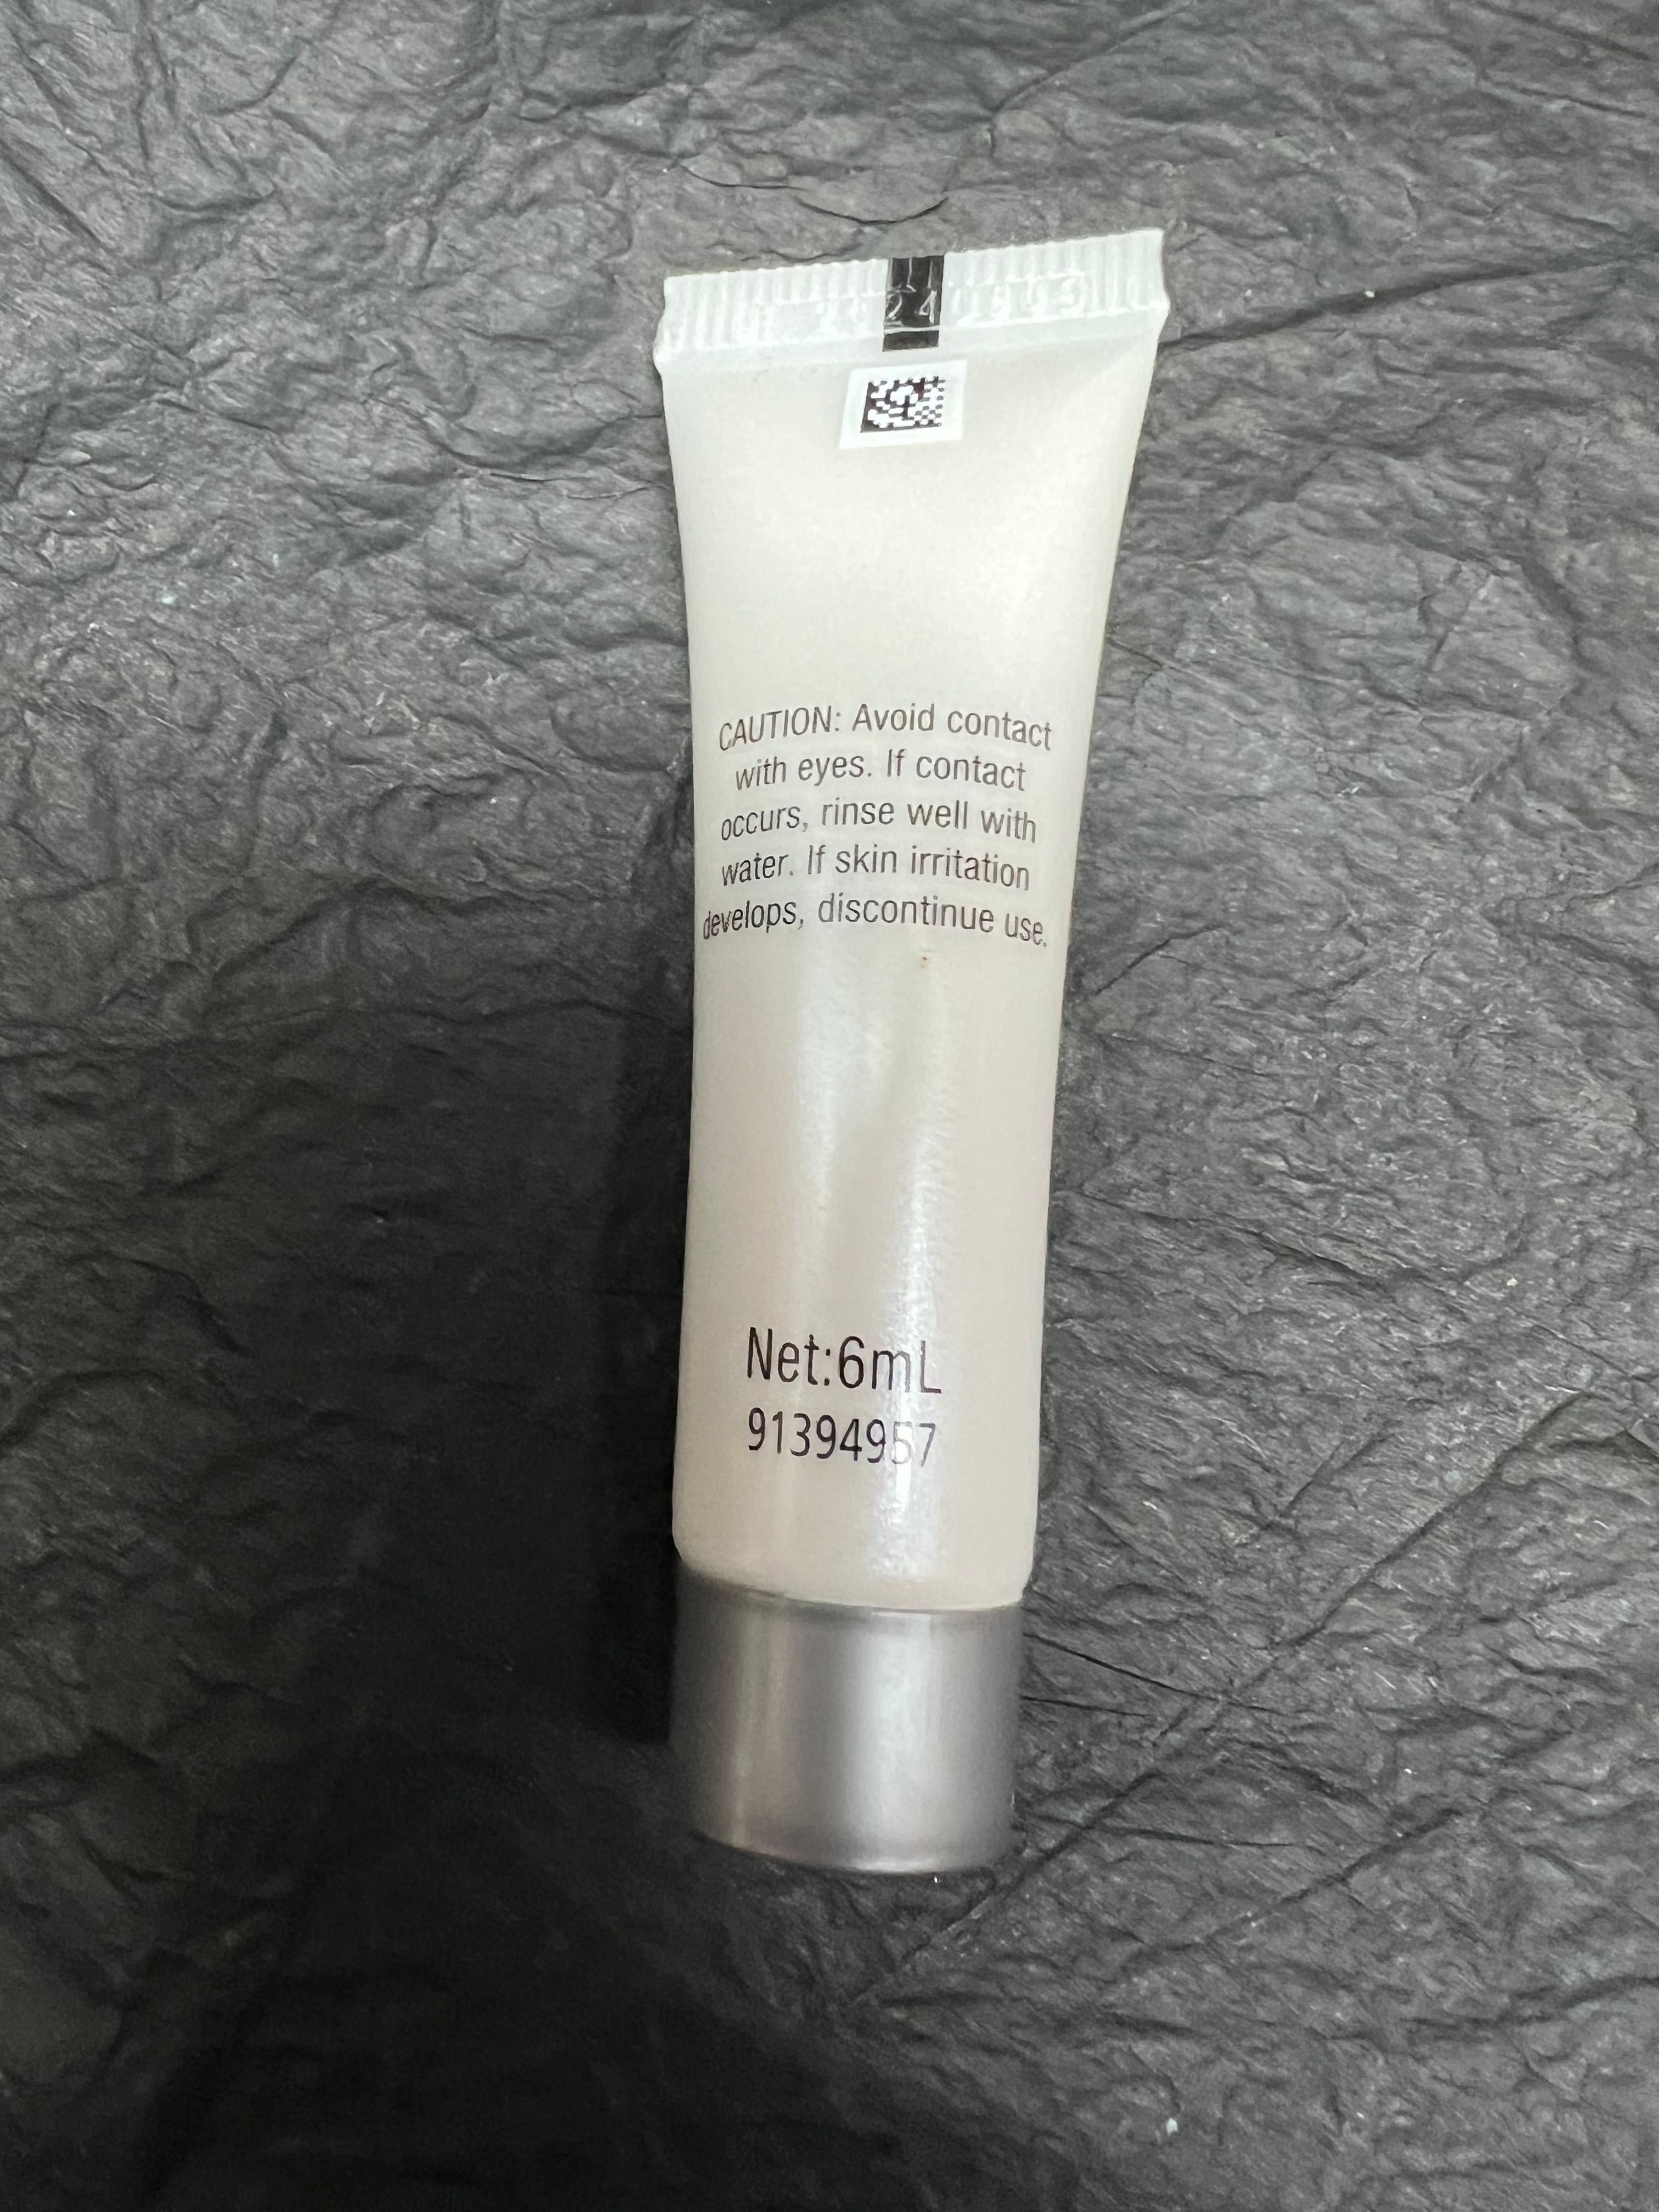 CAUTION: Avoid contact
with eyes. If contact
occurs, rinse well with
water. If skin irritation
develops, discontinue use.
Net:6mL
91394957